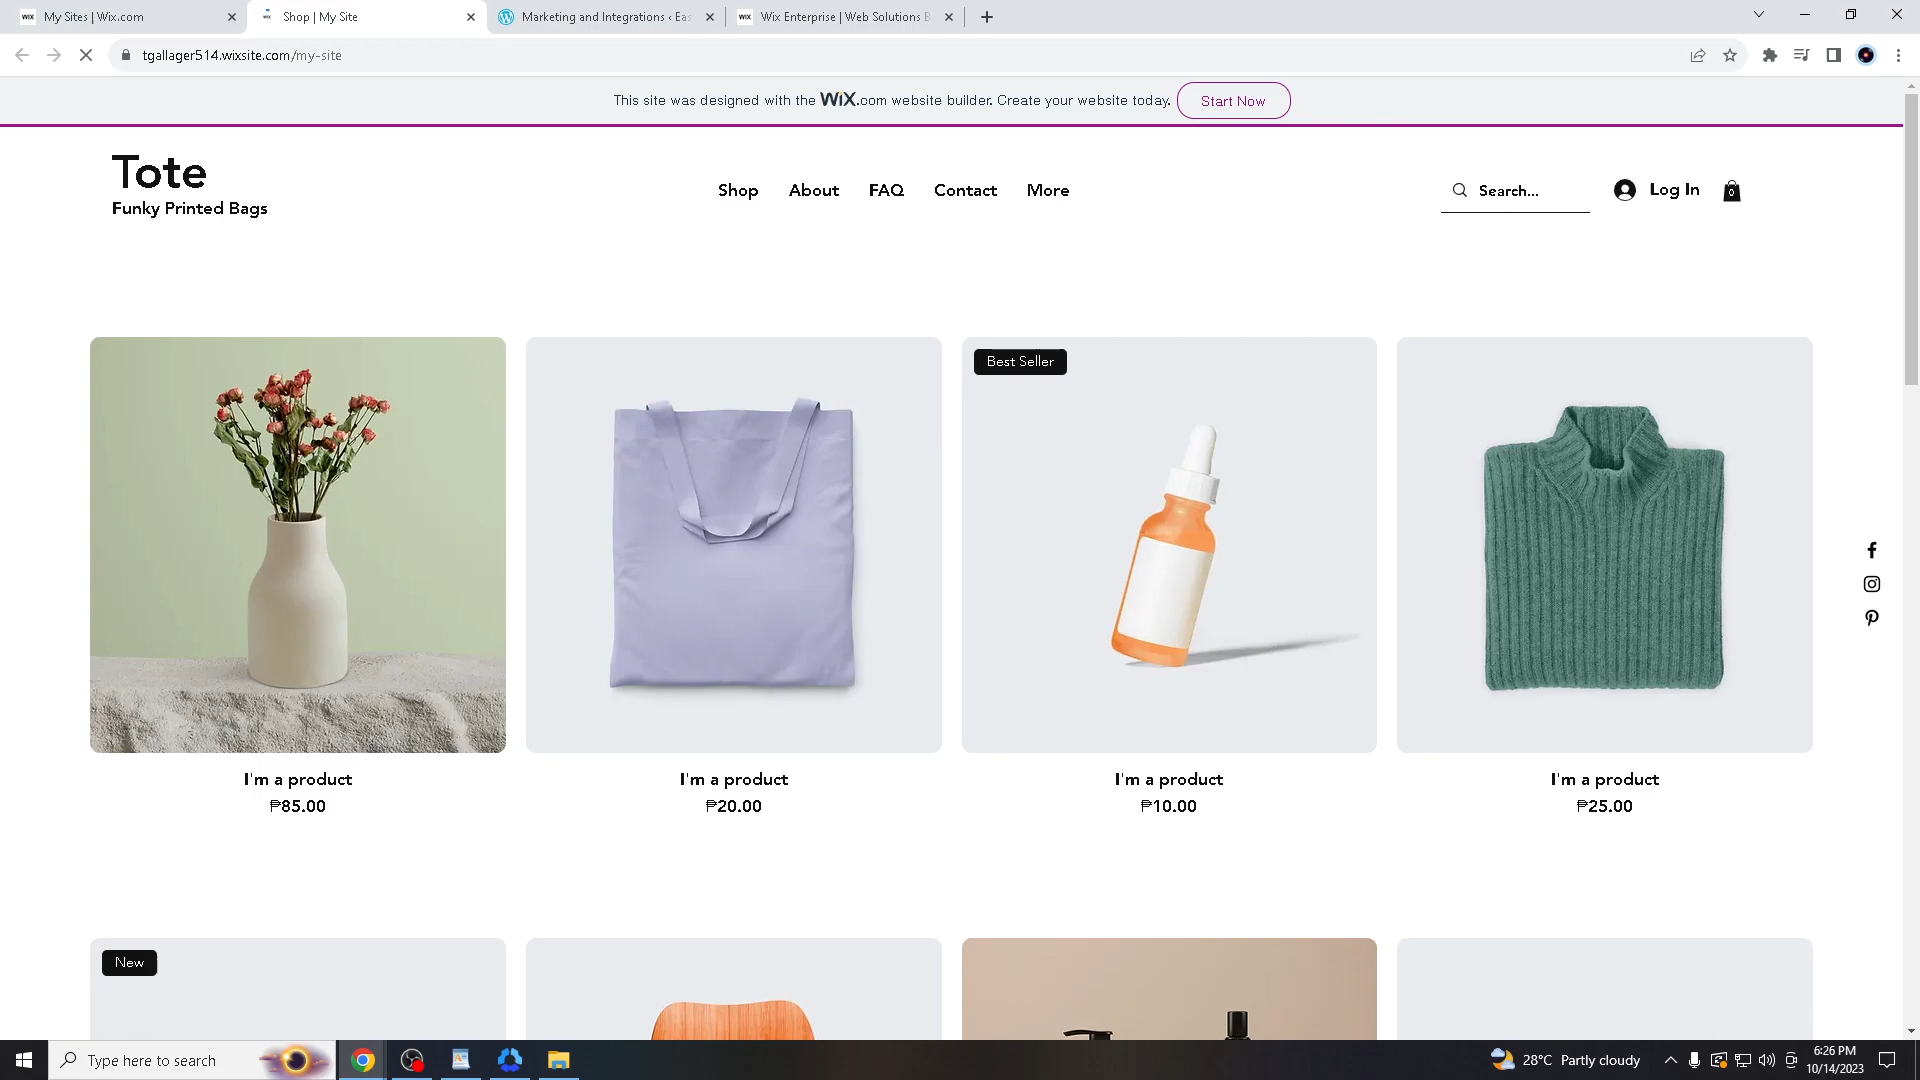 My Sites | Wix.com
Shop | My Site
Marketing and Integrations ‹ Eas
Wix Enterprise | Web Solutions B
tgallager514.wixsite.com/my-site
This site was designed with the WiX.com website builder. Create your website today.
Start Now
Tote
Funky Printed Bags
Shop
About
FAQ
Contact
More
Search...
Log In
0
Best Seller
I'm a product
₱85.00
I'm a product
₱20.00
I'm a product
₱10.00
I'm a product
₱25.00
New
Type here to search
28°C Partly cloudy
6:26 PM
10/14/2023